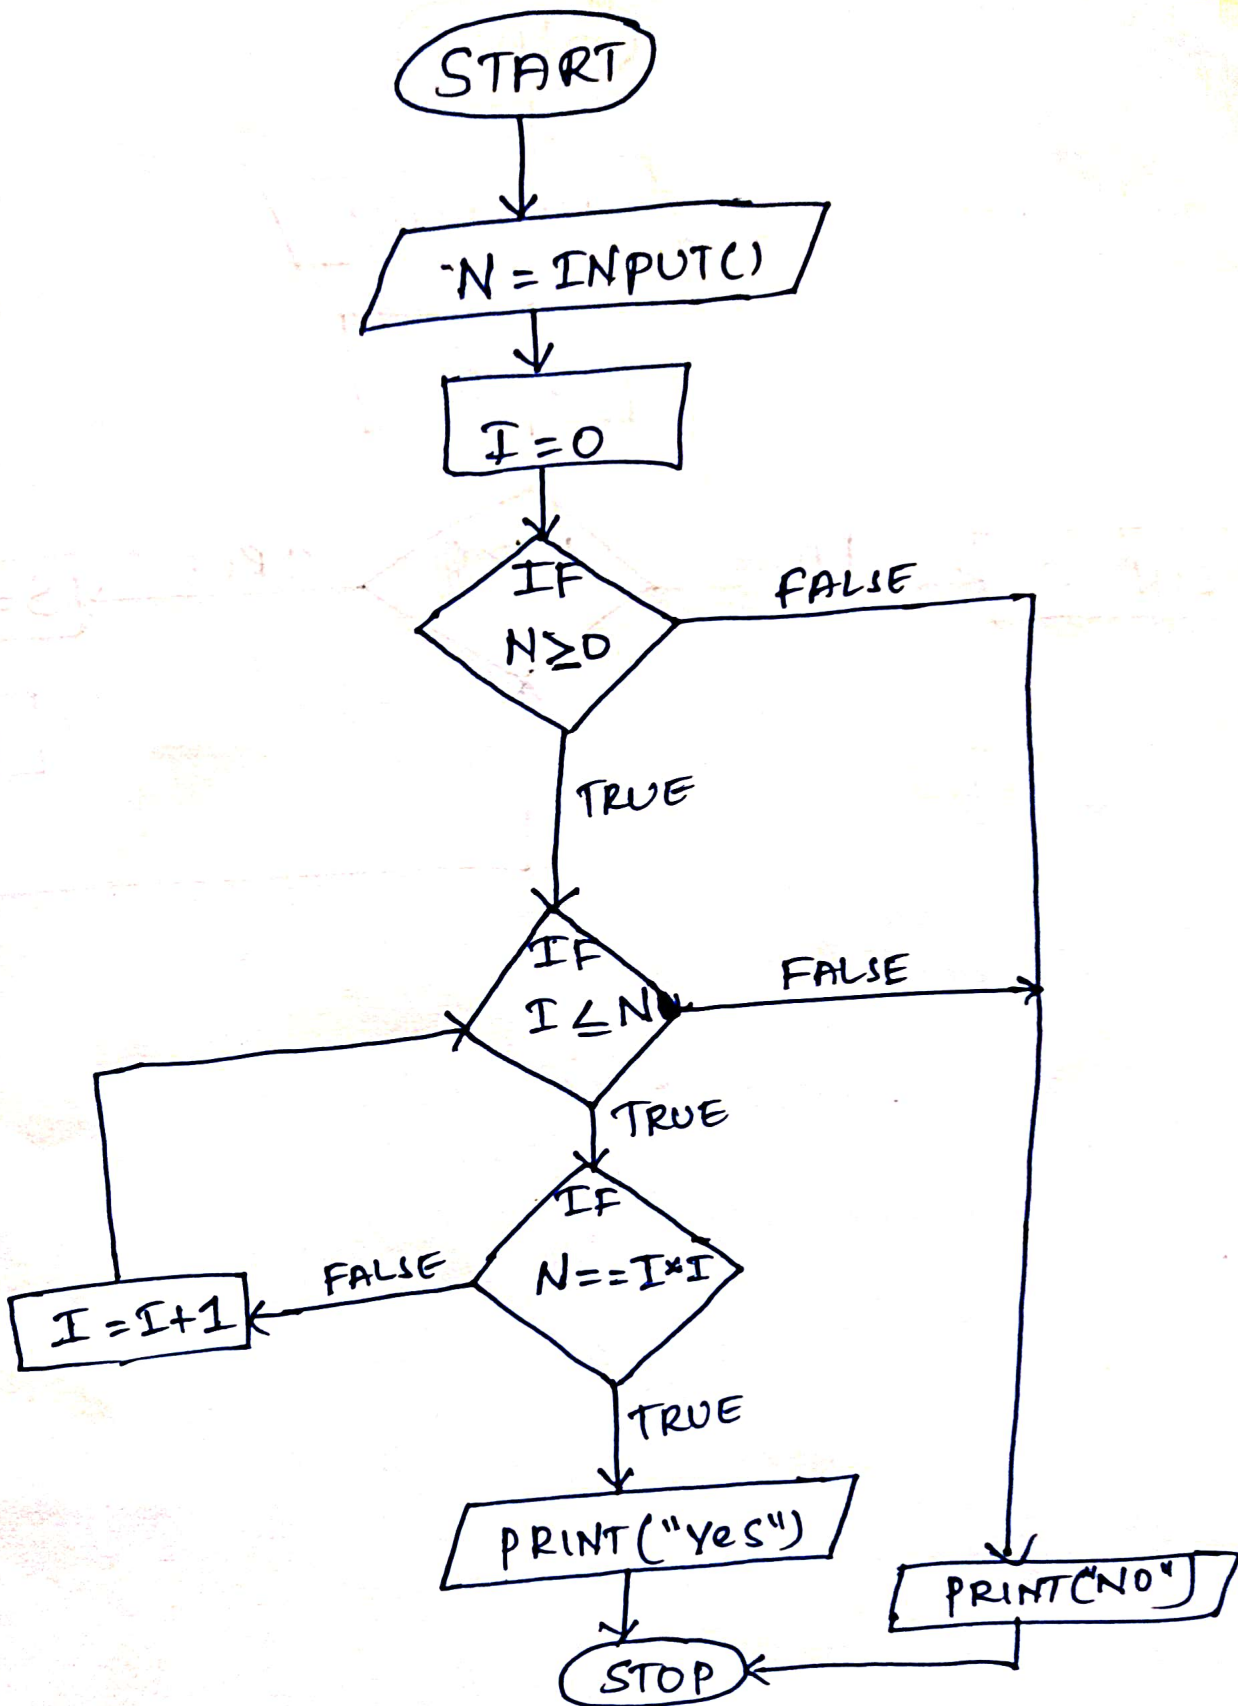 START
N = INPUT()
I = 0
IF
N ≥ 0
FALSE
TRUE
IF
I ≤ N
FALSE
TRUE
IF
N == I*I
FALSE
I = I+1
TRUE
PRINT("Yes")
PRINT("NO")
STOP